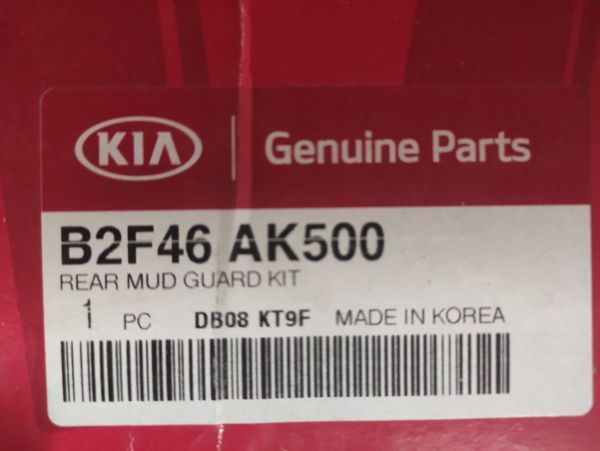 KIA Genuine Parts
B2F46 AK500
REAR MUD GUARD KIT
1 PC DB08 KT9F MADE IN KOREA